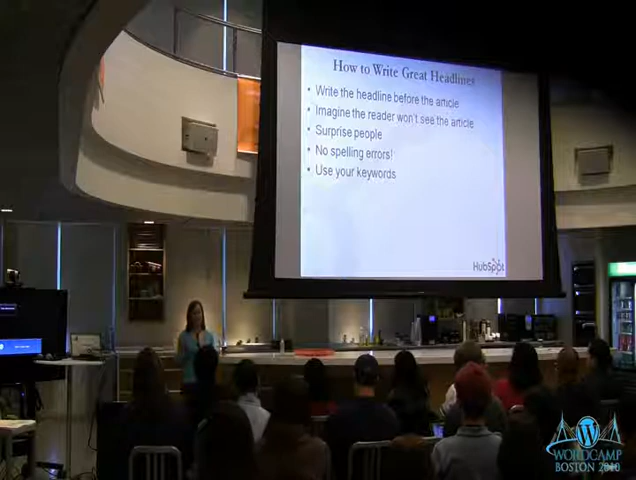 How to Write Great Headlines
• Write the headline before the article
• Imagine the reader won't see the article
• Surprise people
• No spelling errors!
• Use your keywords
HubSpot
WORDCAMP
BOSTON 2010